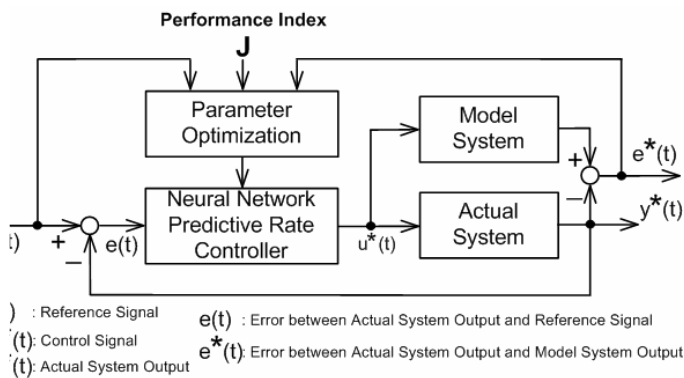 Performance Index
J
Parameter
Optimization
Model
System
e*(t)
+
Neural Network
Predictive Rate
Controller
Actual
System
−
y*(t)
t)
+
−
e(t)
u*(t)
) : Reference Signal
(t): Control Signal
(t): Actual System Output
e(t) : Error between Actual System Output and Reference Signal
e*(t): Error between Actual System Output and Model System Output